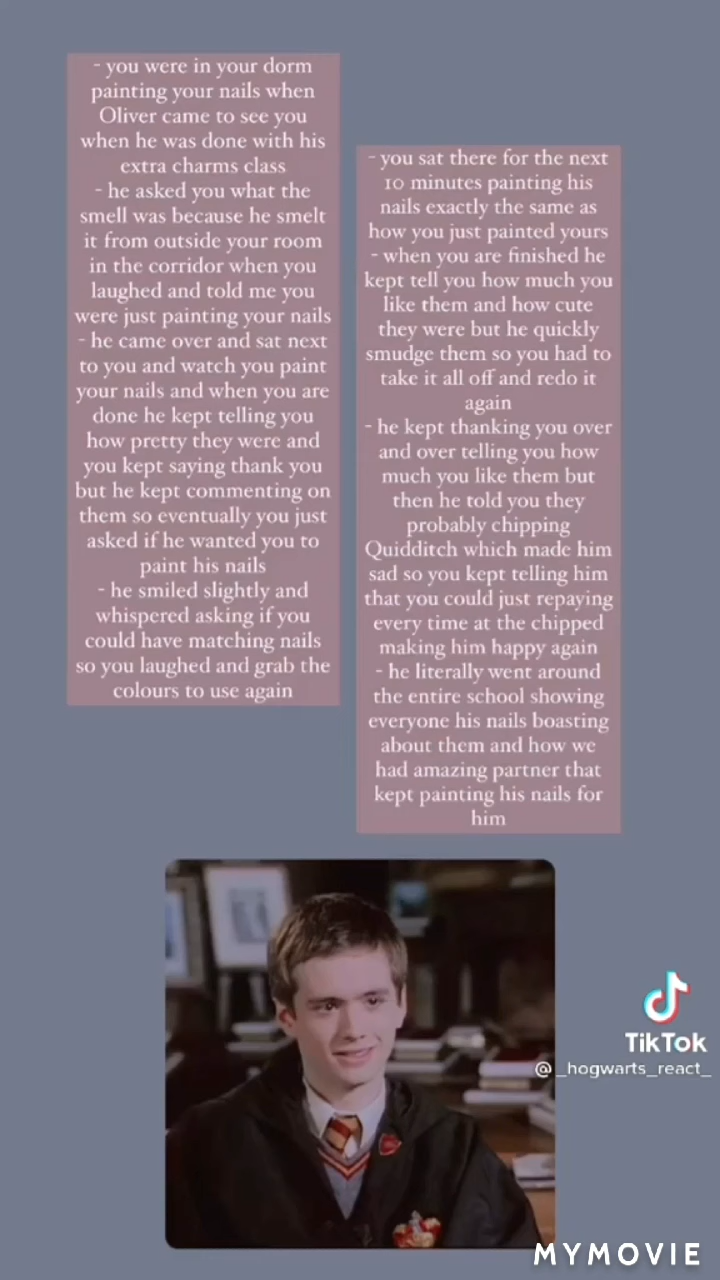 - you were in your dorm
painting your nails when
Oliver came to see you
when he was done with his
extra charms class
- he asked you what the
smell was because he smelt
it from outside your room
in the corridor when you
laughed and told me you
were just painting your nails
- he came over and sat next
to you and watch you paint
your nails and when you are
done he kept telling you
how pretty they were and
you kept saying thank you
but he kept commenting on
them so eventually you just
asked if he wanted you to
paint his nails
- he smiled slightly and
whispered asking if you
could have matching nails
so you laughed and grab the
colours to use again
- you sat there for the next
10 minutes painting his
nails exactly the same as
how you just painted yours
- when you are finished he
kept tell you how much you
like them and how cute
they were but he quickly
smudge them so you had to
take it all off and redo it
again
- he kept thanking you over
and over telling you how
much you like them but
then he told you they
probably chipping
Quidditch which made him
sad so you kept telling him
that you could just repaying
every time at the chipped
making him happy again
- he literally went around
the entire school showing
everyone his nails boasting
about them and how we
had amazing partner that
kept painting his nails for
him
TikTok
@_hogwarts_react_
MYMOVIE